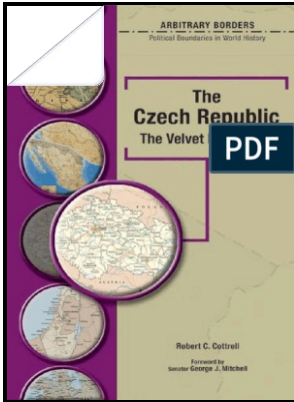 ARBITRARY BORDERS
Political Boundaries in World History
The
Czech Republic
The Velvet
PDF
AUSTRIA
Robert C. Cottrell
Foreword by
Senator George J. Mitchell